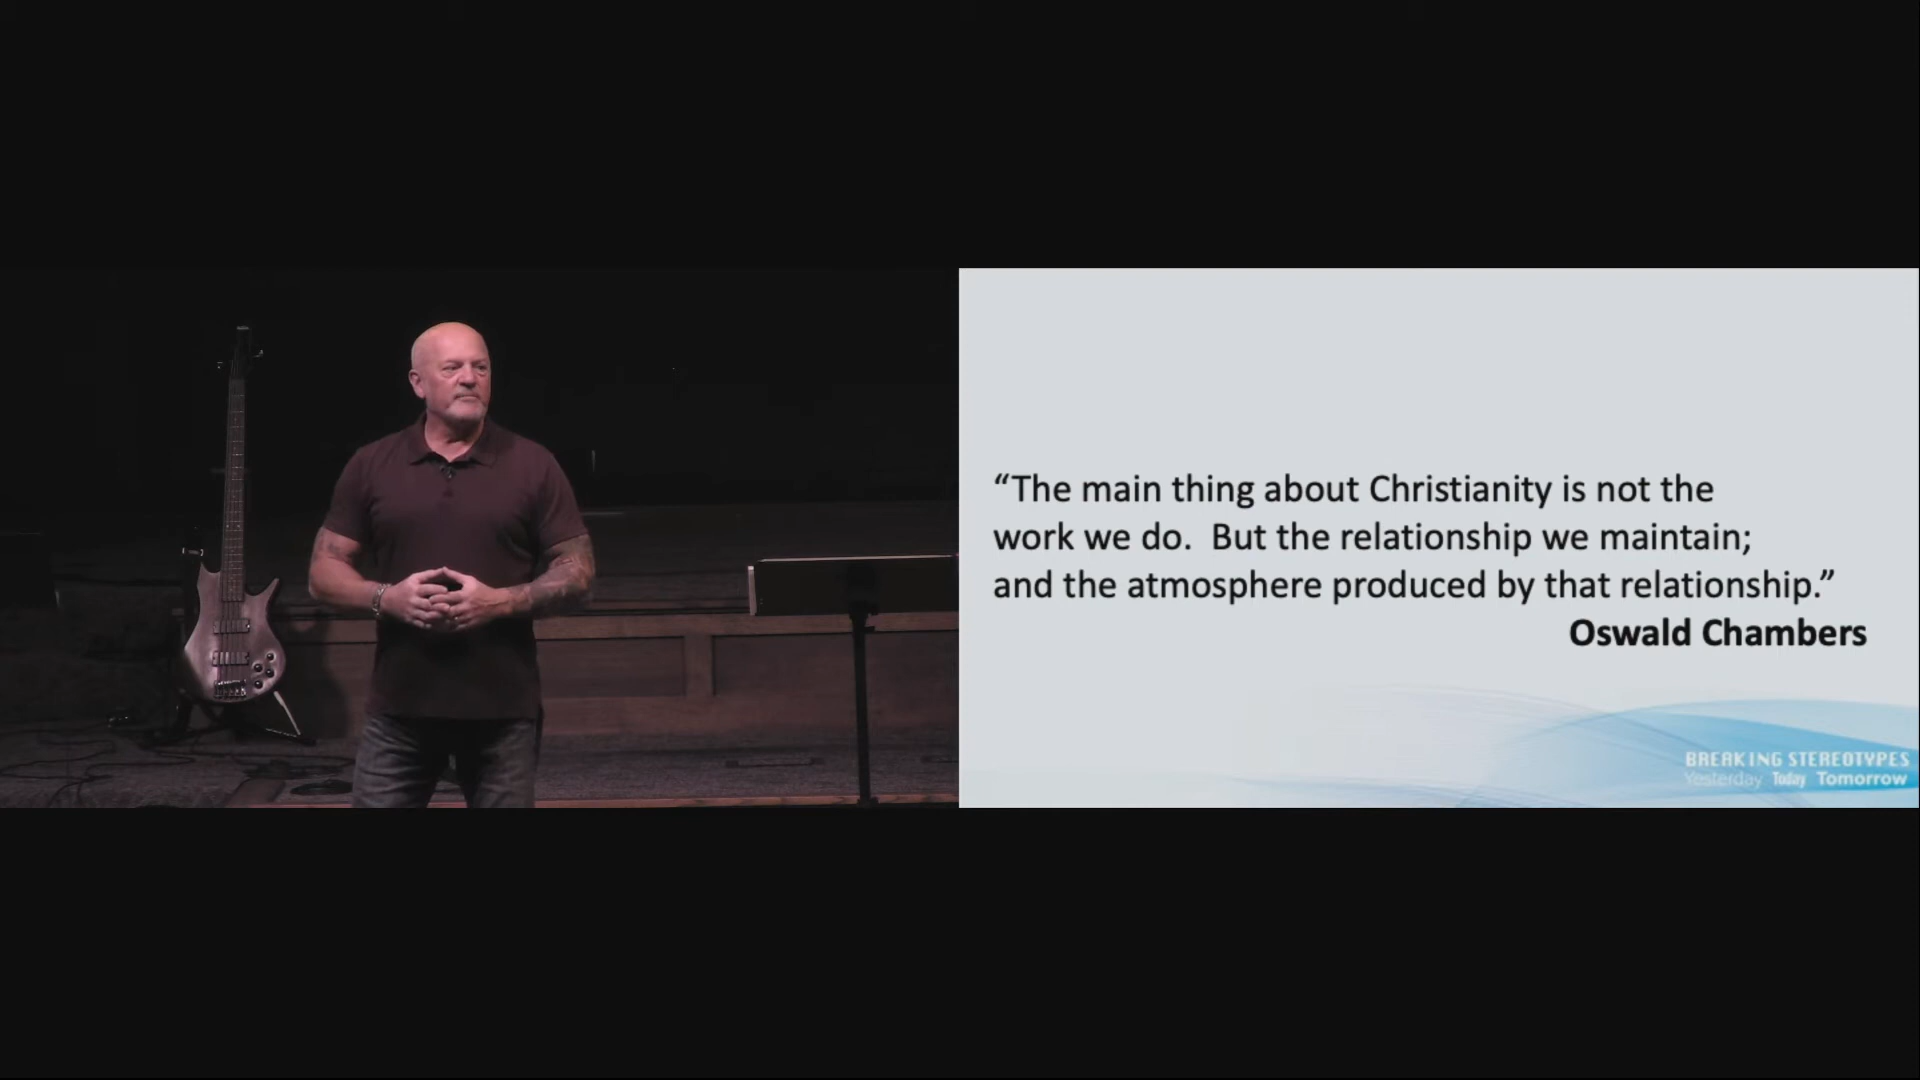 “The main thing about Christianity is not the
work we do.  But the relationship we maintain;
and the atmosphere produced by that relationship.”
Oswald Chambers
BREAKING STEREOTYPES
Yesterday Today Tomorrow